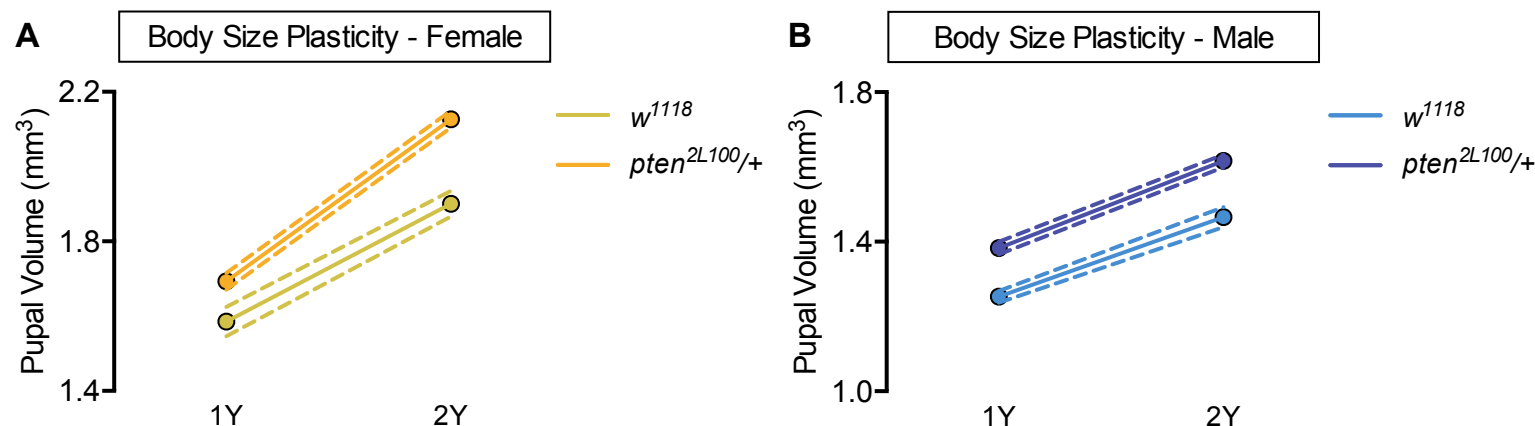 A
Body Size Plasticity - Female
Pupal Volume (mm³)
2.2
1.8
1.4
1Y
2Y
w¹¹¹⁸
pten²ᴸ¹⁰⁰/+
B
Body Size Plasticity - Male
Pupal Volume (mm³)
1.8
1.4
1.0
1Y
2Y
w¹¹¹⁸
pten²ᴸ¹⁰⁰/+